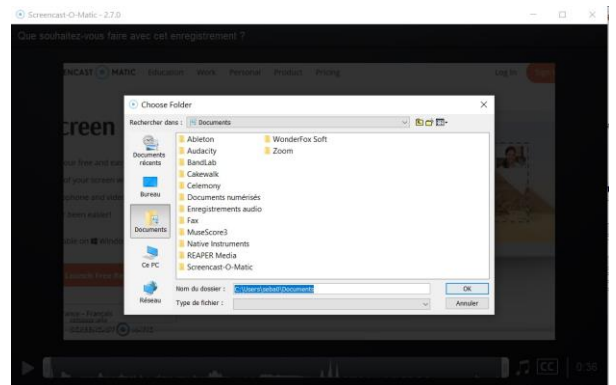 Screencast-O-Matic - 2.7.0
Que souhaitez-vous faire avec cet enregistrement ?
ENCAST MATIC Education Work Personal Product Pricing Log In
creen
Choose Folder
Rechercher dans : Documents
Documents récents
Bureau
Documents
Ce PC
Réseau
Ableton
Audacity
BandLab
Cakewalk
Celemony
Documents numérisés
Enregistrements audio
Fax
MuseScore3
Native Instruments
REAPER Media
Screencast-O-Matic
WonderFox Soft
Zoom
Nom du dossier :
OK
Type de fichier :
Annuler
CC 0:36